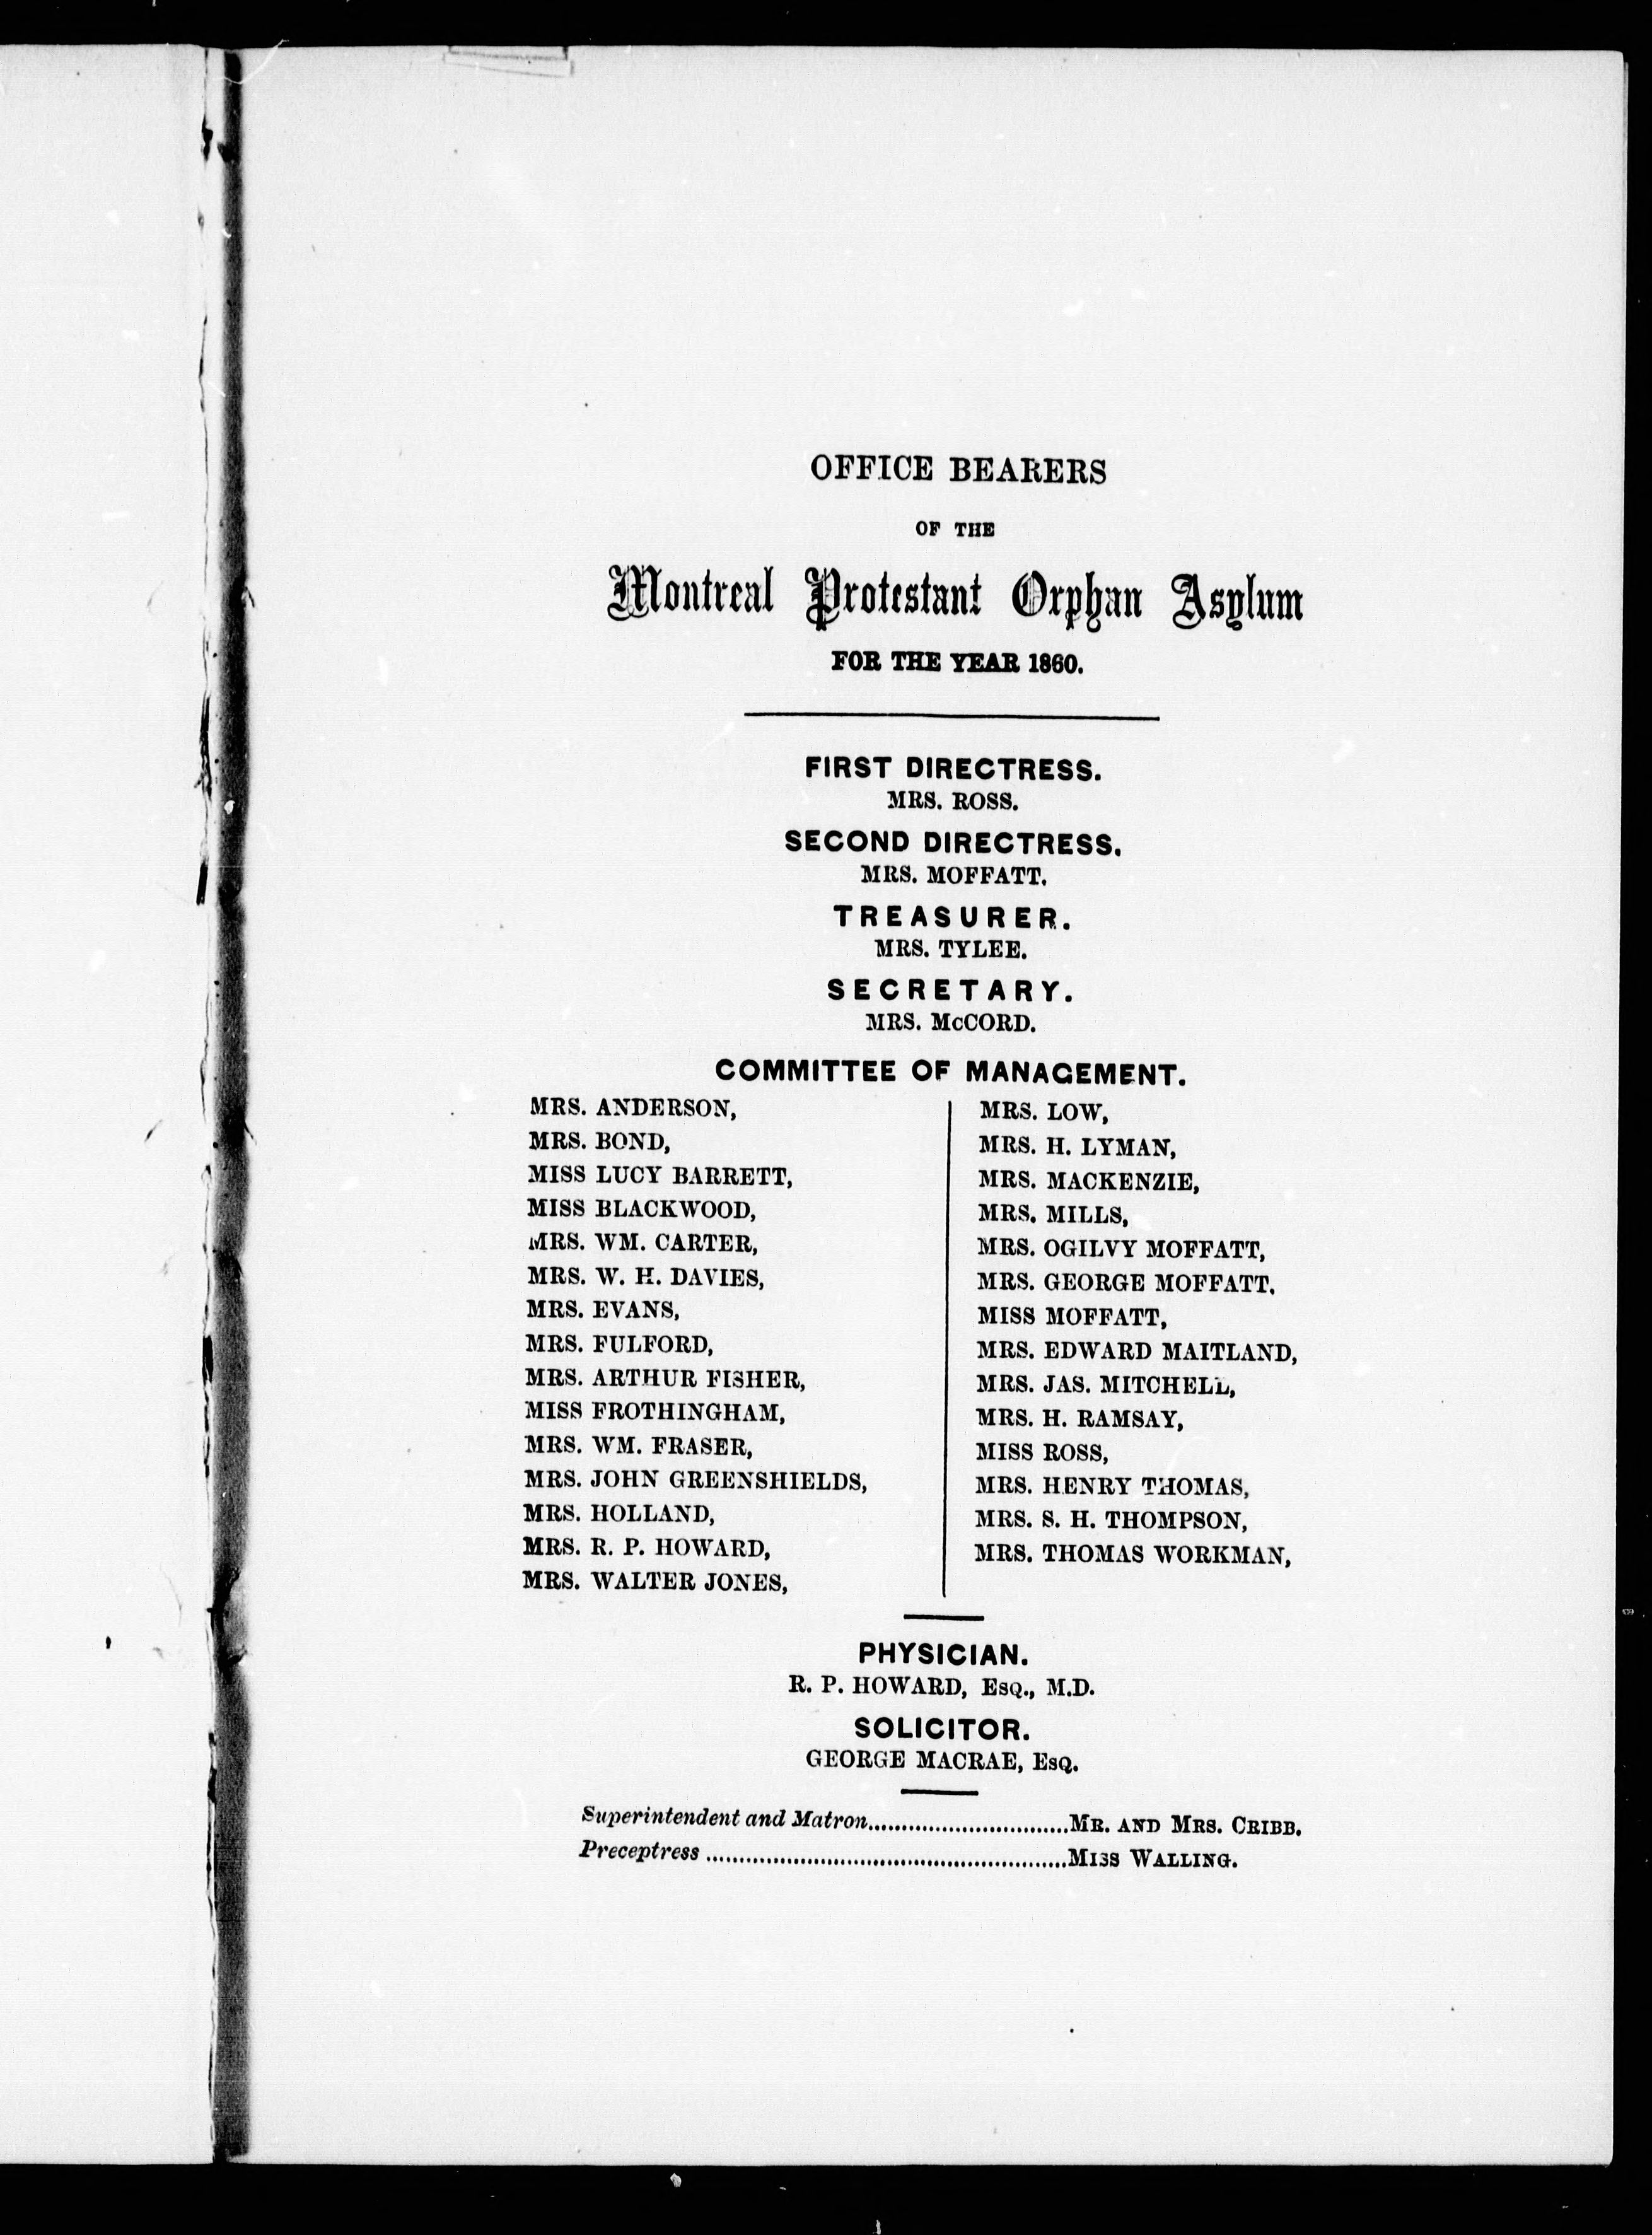 OFFICE BEARERS
OF THE
Montreal Protestant Orphan Asylum
FOR THE YEAR 1860.
FIRST DIRECTRESS.
MRS. ROSS.
SECOND DIRECTRESS.
MRS. MOFFATT.
TREASURER.
MRS. TYLEE.
SECRETARY.
MRS. McCORD.
COMMITTEE OF MANAGEMENT.
MRS. ANDERSON,
MRS. BOND,
MISS LUCY BARRETT,
MISS BLACKWOOD,
MRS. WM. CARTER,
MRS. W. H. DAVIES,
MRS. EVANS,
MRS. FULFORD,
MRS. ARTHUR FISHER,
MISS FROTHINGHAM,
MRS. WM. FRASER,
MRS. JOHN GREENSHIELDS,
MRS. HOLLAND,
MRS. R. P. HOWARD,
MRS. WALTER JONES,
MRS. LOW,
MRS. H. LYMAN,
MRS. MACKENZIE,
MRS. MILLS,
MRS. OGILVY MOFFATT,
MRS. GEORGE MOFFATT.
MISS MOFFATT,
MRS. EDWARD MAITLAND,
MRS. JAS. MITCHELL,
MRS. H. RAMSAY,
MISS ROSS,
MRS. HENRY THOMAS,
MRS. S. H. THOMPSON,
MRS. THOMAS WORKMAN,
PHYSICIAN.
R. P. HOWARD, Esq., M.D.
SOLICITOR.
GEORGE MACRAE, Esq.
Superintendent and Matron..............................Mr. and Mrs. Cribb.
Preceptress ......................................................Miss Walling.